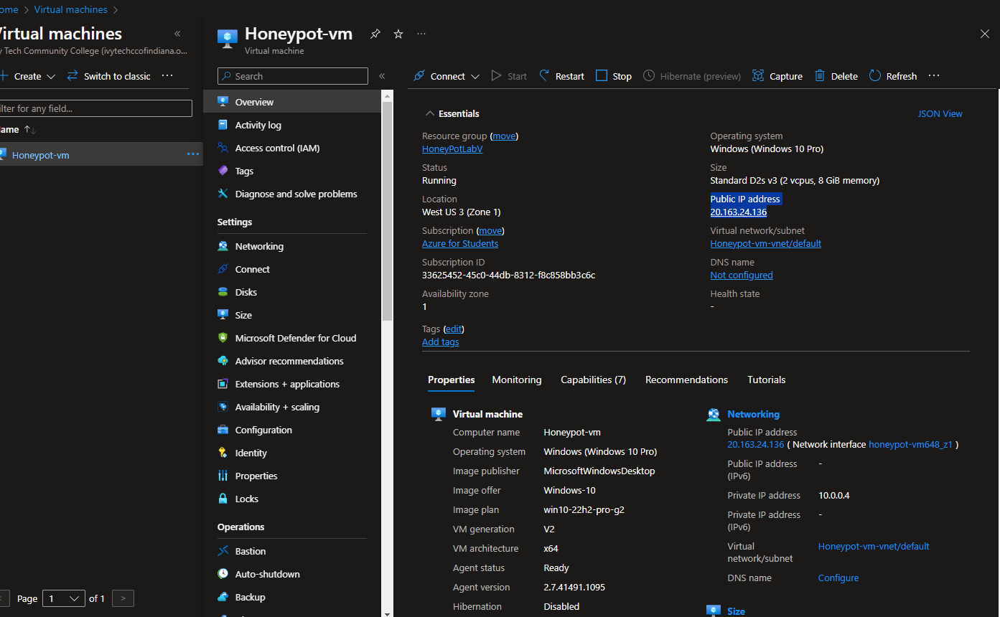 ome > Virtual machines >
Virtual machines «
y Tech Community College (ivytechccofindiana.o...
Create
Switch to classic ...
ilter for any field...
ame ↑↓
Honeypot-vm ...
Page 1 of 1 >
Honeypot-vm ...
Virtual machine
Search «
Overview
Activity log
Access control (IAM)
Tags
Diagnose and solve problems
Settings
Networking
Connect
Disks
Size
Microsoft Defender for Cloud
Advisor recommendations
Extensions + applications
Availability + scaling
Configuration
Identity
Properties
Locks
Operations
Bastion
Auto-shutdown
Backup
Connect Start Restart Stop Hibernate (preview) Capture Delete Refresh ...
Essentials
JSON View
Resource group (move)
HoneyPotLabV
Status
Running
Location
West US 3 (Zone 1)
Subscription (move)
Azure for Students
Subscription ID
33625452-45c0-44db-8312-f8c858bb3c6c
Availability zone
1
Tags (edit)
Add tags
Operating system
Windows (Windows 10 Pro)
Size
Standard D2s v3 (2 vcpus, 8 GiB memory)
Public IP address
20.163.24.136
Virtual network/subnet
Honeypot-vm-vnet/default
DNS name
Not configured
Health state
-
Properties Monitoring Capabilities (7) Recommendations Tutorials
Virtual machine
Computer name Honeypot-vm
Operating system Windows (Windows 10 Pro)
Image publisher MicrosoftWindowsDesktop
Image offer Windows-10
Image plan win10-22h2-pro-g2
VM generation V2
VM architecture x64
Agent status Ready
Agent version 2.7.41491.1095
Hibernation Disabled
Networking
Public IP address
20.163.24.136 ( Network interface honeypot-vm648_z1 )
Public IP address -
(IPv6)
Private IP address 10.0.0.4
Private IP address -
(IPv6)
Virtual Honeypot-vm-vnet/default
network/subnet
DNS name Configure
Size